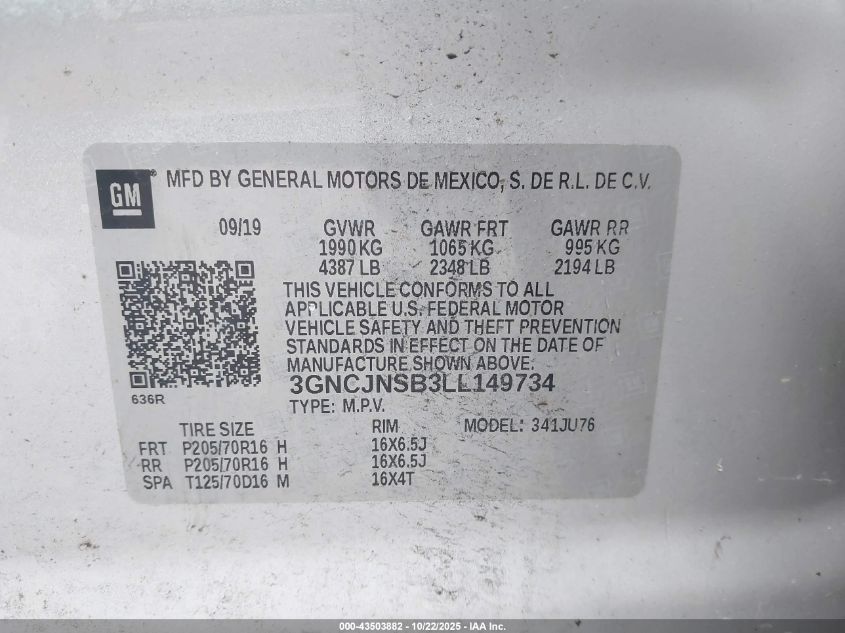 GM® MFD BY GENERAL MOTORS DE MEXICO, S. DE R.L. DE C.V.
09/19 GVWR GAWR FRT GAWR RR
1990 KG 1065 KG 995 KG
4387 LB 2348 LB 2194 LB
THIS VEHICLE CONFORMS TO ALL
APPLICABLE U.S. FEDERAL MOTOR
VEHICLE SAFETY AND THEFT PREVENTION
STANDARDS IN EFFECT ON THE DATE OF
MANUFACTURE SHOWN ABOVE.
3GNCJNSB3LL149734
636R
TYPE: M.P.V.
TIRE SIZE RIM MODEL: 341JU76
FRT P205/70R16 H 16X6.5J
RR P205/70R16 H 16X6.5J
SPA T125/70D16 M 16X4T
000-43503882 - 10/22/2025 - IAA Inc.